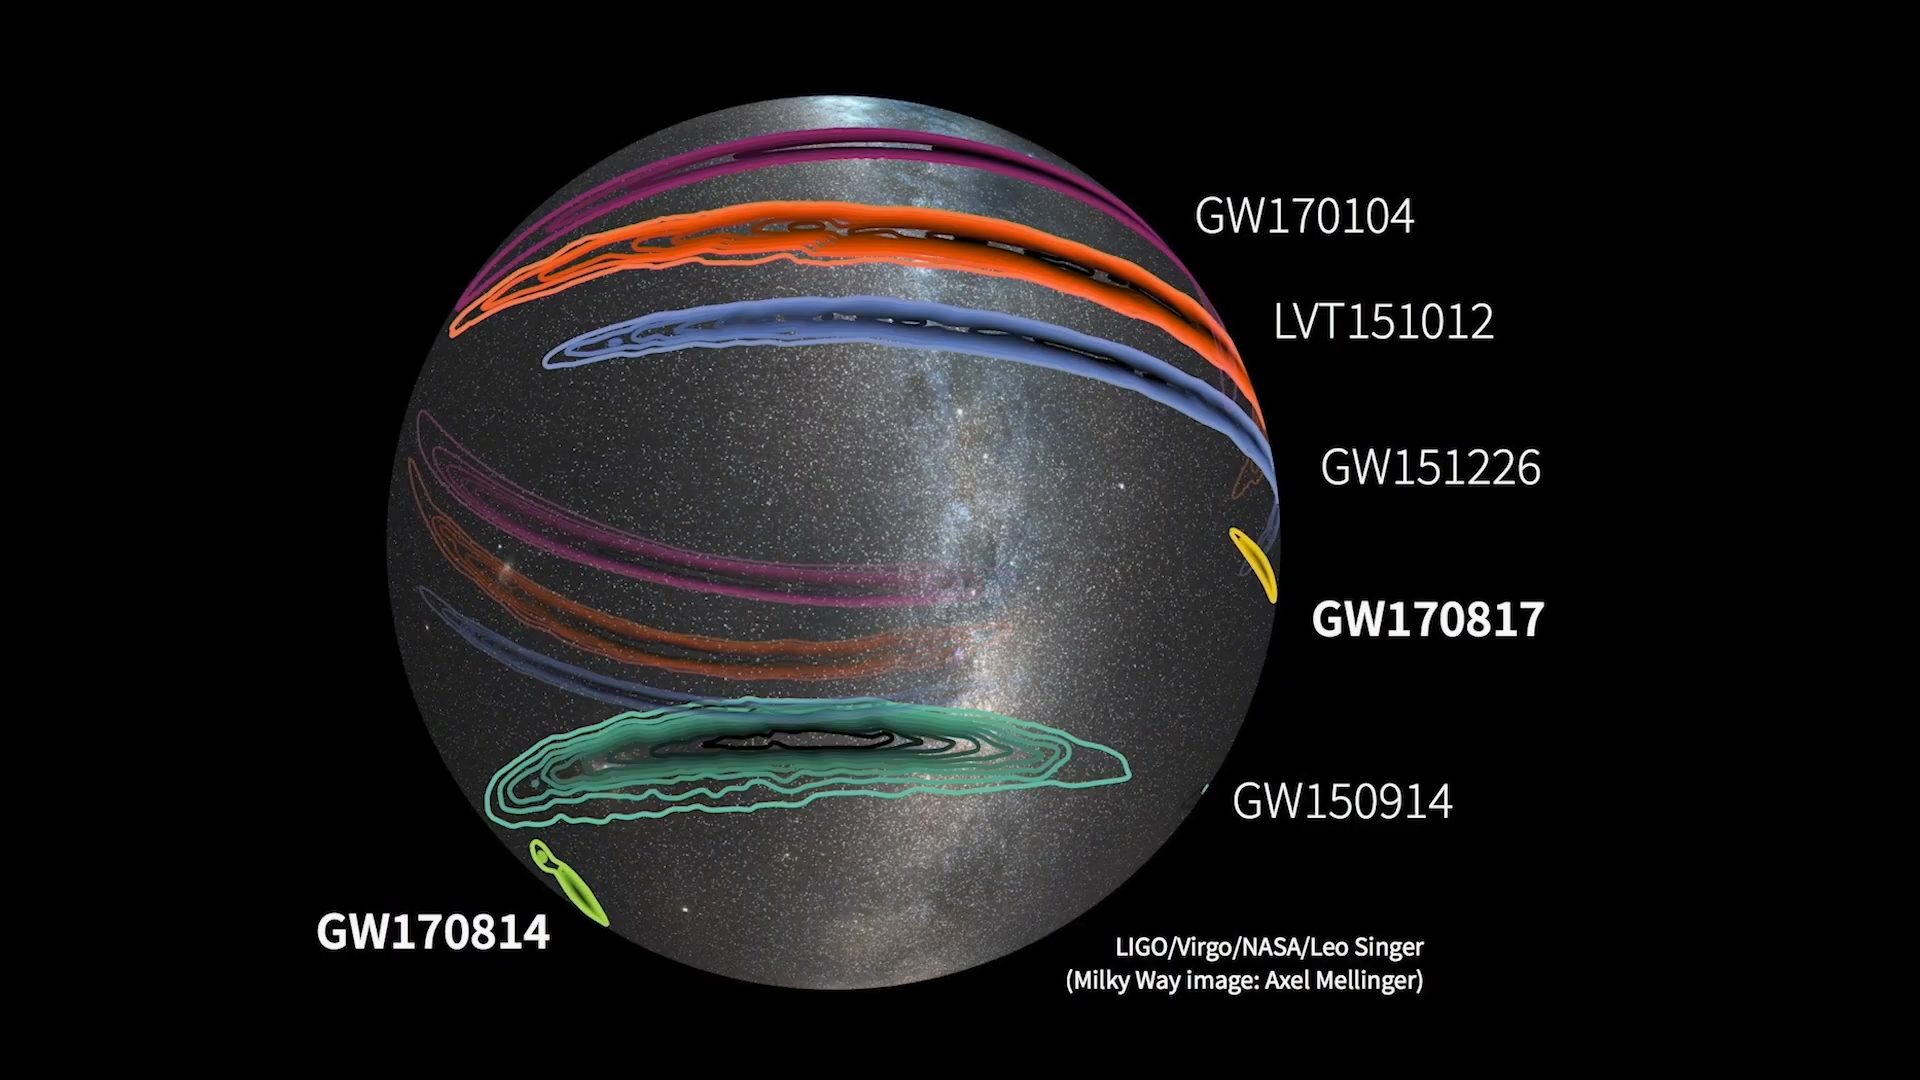 GW170104
LVT151012
GW151226
GW170817
GW150914
GW170814
LIGO/Virgo/NASA/Leo Singer
(Milky Way image: Axel Mellinger)